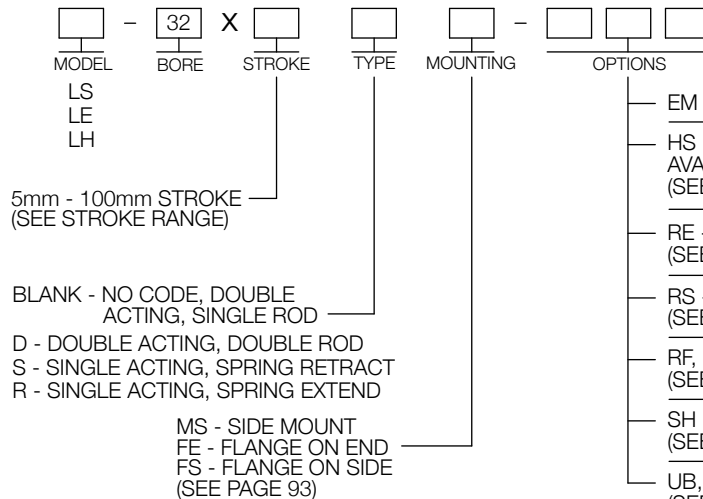 – 32 X –
MODEL BORE STROKE TYPE MOUNTING OPTIONS
LS
LE
LH
5mm - 100mm STROKE
(SEE STROKE RANGE)
BLANK - NO CODE, DOUBLE
ACTING, SINGLE ROD
D - DOUBLE ACTING, DOUBLE ROD
S - SINGLE ACTING, SPRING RETRACT
R - SINGLE ACTING, SPRING EXTEND
MS - SIDE MOUNT
FE - FLANGE ON END
FS - FLANGE ON SIDE
(SEE PAGE 93)
EM
HS
RE -
RS -
RF,
SH
UB,